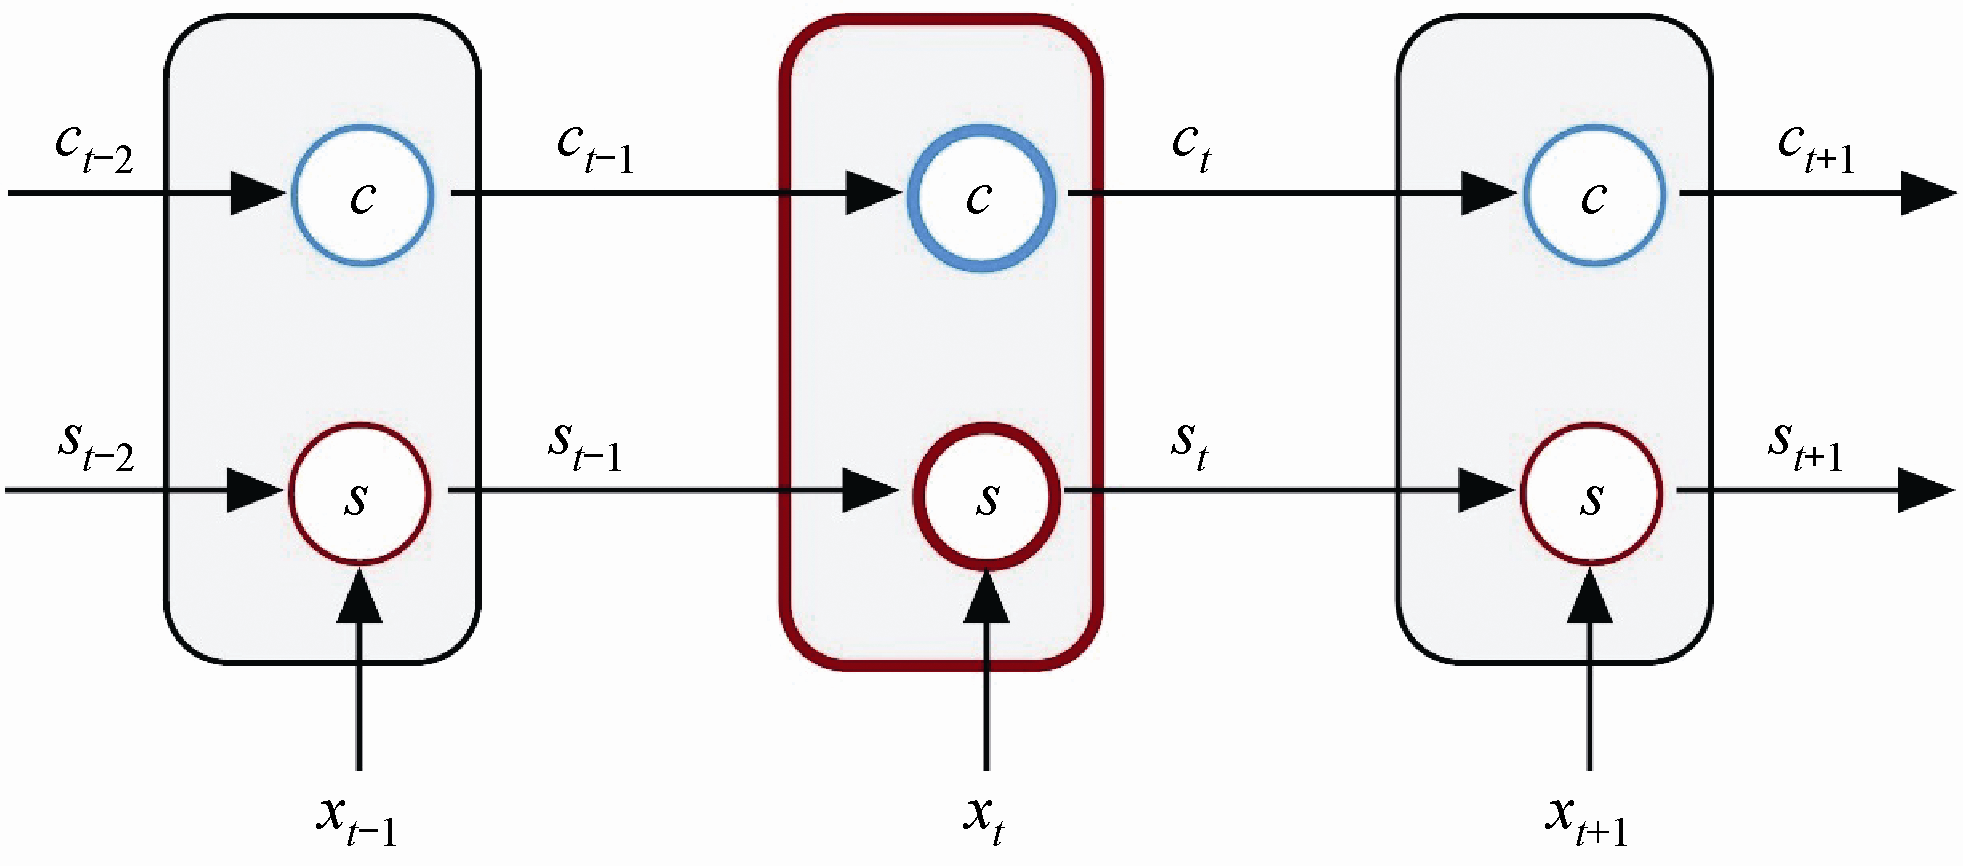 c_{t−2} c_{t−1} c_t c_{t+1}
c c c
s_{t−2} s_{t−1} s_t s_{t+1}
s s s
x_{t−1} x_t x_{t+1}